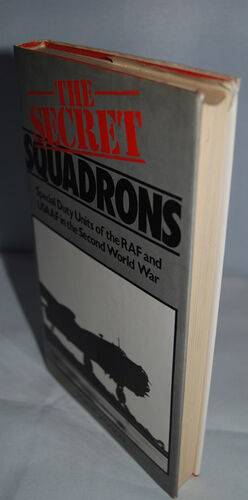 THE
SECRET
SQUADRONS
Special Duty Units of the RAF and
USAAF in the Second World War